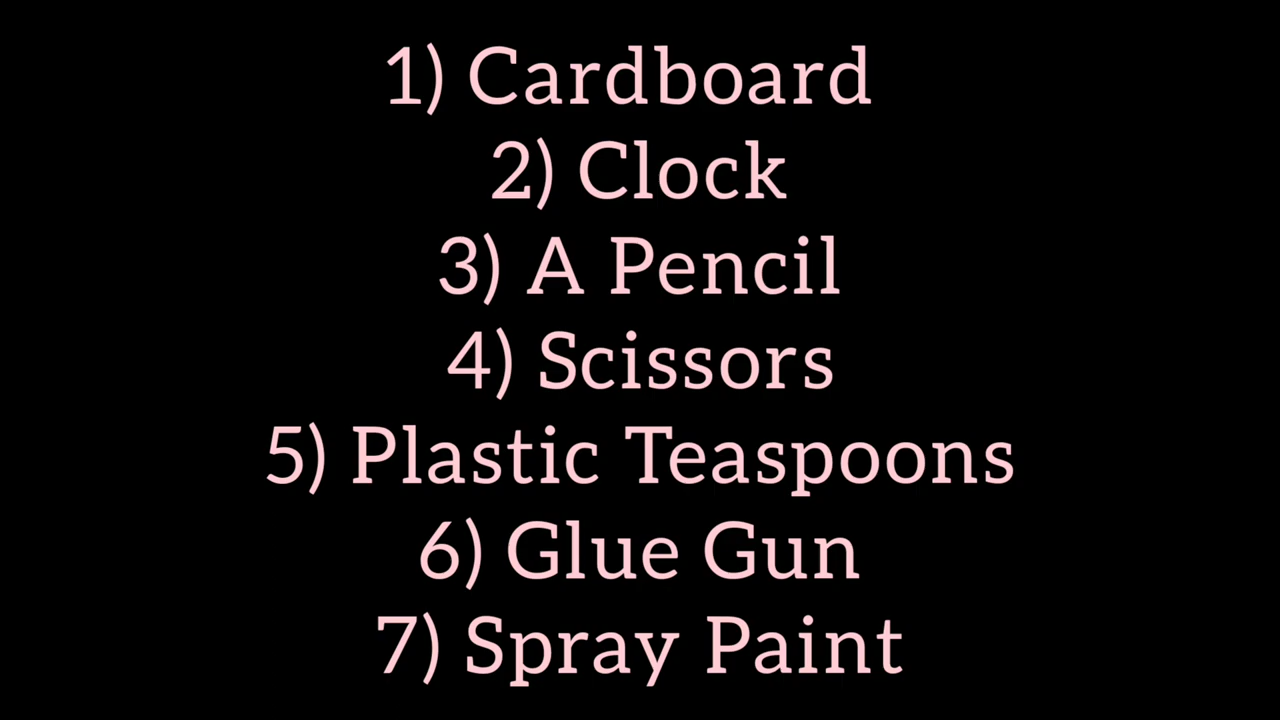 1) Cardboard
2) Clock
3) A Pencil
4) Scissors
5) Plastic Teaspoons
6) Glue Gun
7) Spray Paint